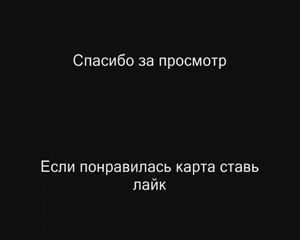 Спасибо за просмотр
Если понравилась карта ставь
лайк